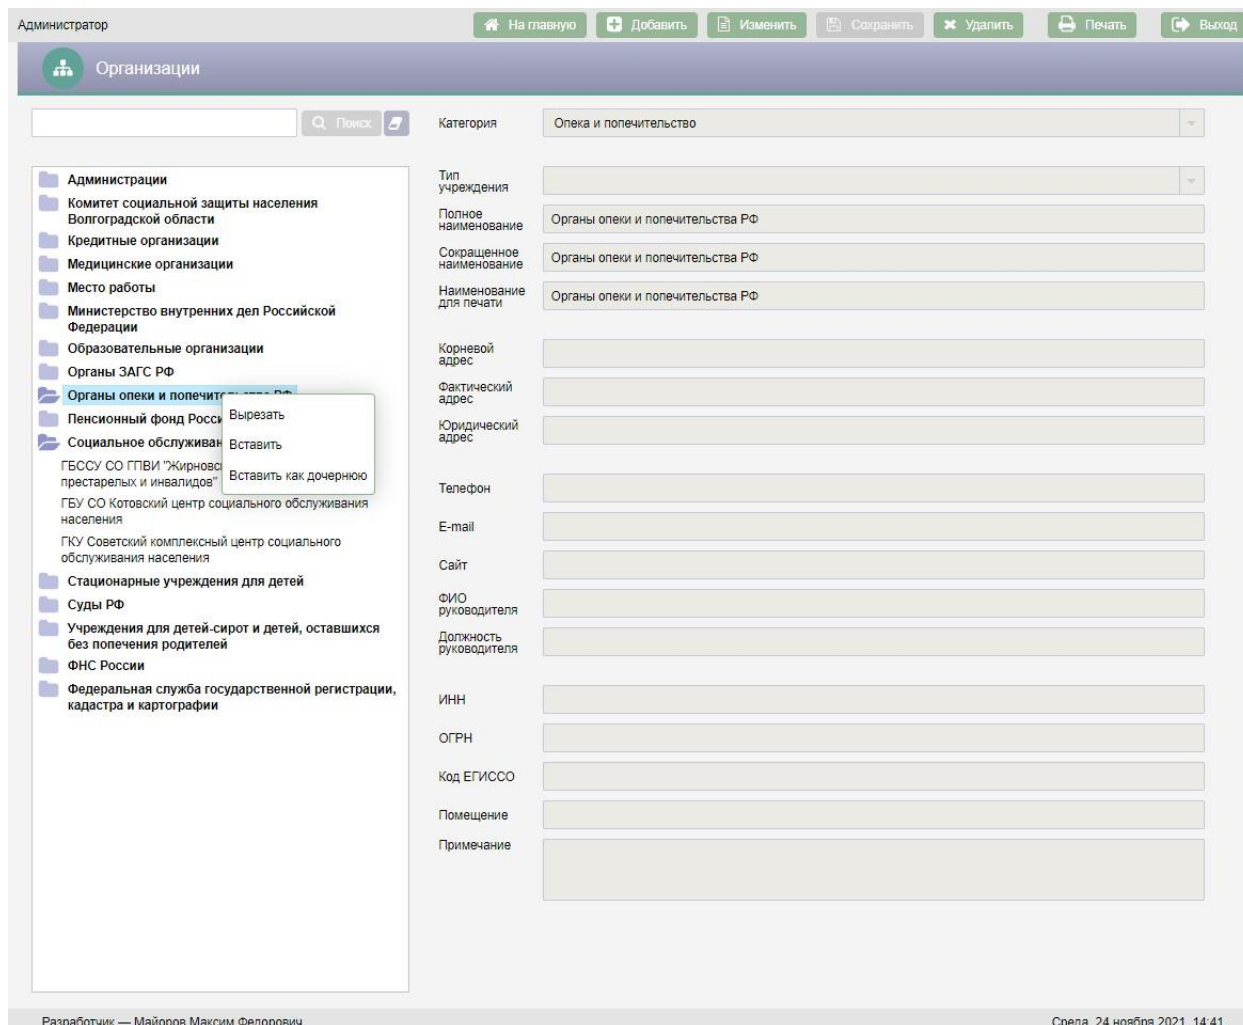 Администратор
На главную
Добавить
Изменить
Сохранить
Удалить
Печать
Выход
Организации
Поиск
Администрации
Комитет социальной защиты населения
Волгоградской области
Кредитные организации
Медицинские организации
Место работы
Министерство внутренних дел Российской
Федерации
Образовательные организации
Органы ЗАГС РФ
Органы опеки и
Пенсионный фонд
Социальное
ГБССУ СО ГПВИ
престарелых и инвалидов"
ГБУ СО Котовский центр социального обслуживания
населения
ГКУ Советский комплексный центр социального
обслуживания населения
Стационарные учреждения для детей
Суды РФ
Учреждения для детей-сирот и детей, оставшихся
без попечения родителей
ФНС России
Федеральная служба государственной регистрации,
кадастра и картографии
Вырезать
Вставить
Вставить как дочернюю
Категория
Опека и попечительство
Тип
учреждения
Полное
наименование
Органы опеки и попечительства РФ
Сокращенное
наименование
Органы опеки и попечительства РФ
Наименование
для печати
Органы опеки и попечительства РФ
Корневой
адрес
Фактический
адрес
Юридический
адрес
Телефон
E-mail
Сайт
ФИО
руководителя
Должность
руководителя
ИНН
ОГРН
Код ЕГИССО
Помещение
Примечание
Разработчик — Майоров Максим Федорович
Среда, 24 ноября 2021, 14:41